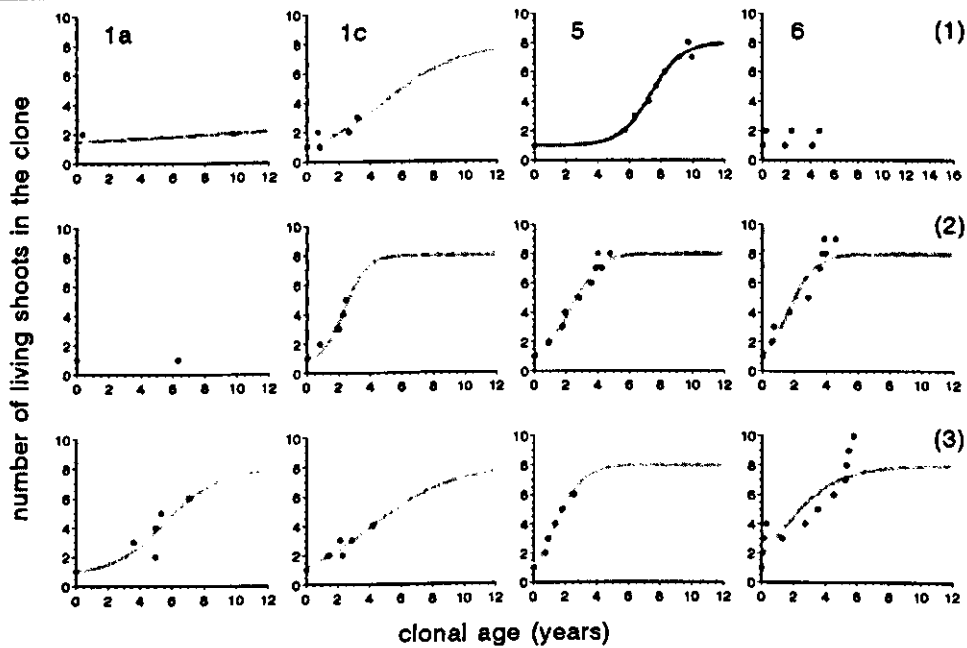 1a 1c 5 6 (1)
10 10 10 10
8 8 8 8
6 6 6 6
4 4 4 4
2 2 2 2
0 0 0 0
0 2 4 6 8 10 12 0 2 4 6 8 10 12 0 2 4 6 8 10 12 0 2 4 6 8 10 12 14 16
number of living shoots in the clone
(2)
10 10 10 10
8 8 8 8
6 6 6 6
4 4 4 4
2 2 2 2
0 0 0 0
0 2 4 6 8 10 12 0 2 4 6 8 10 12 0 2 4 6 8 10 12 0 2 4 6 8 10 12
(3)
10 10 10 10
8 8 8 8
6 6 6 6
4 4 4 4
2 2 2 2
0 0 0 0
0 2 4 6 8 10 12 0 2 4 6 8 10 12 0 2 4 6 8 10 12 0 2 4 6 8 10 12
clonal age (years)